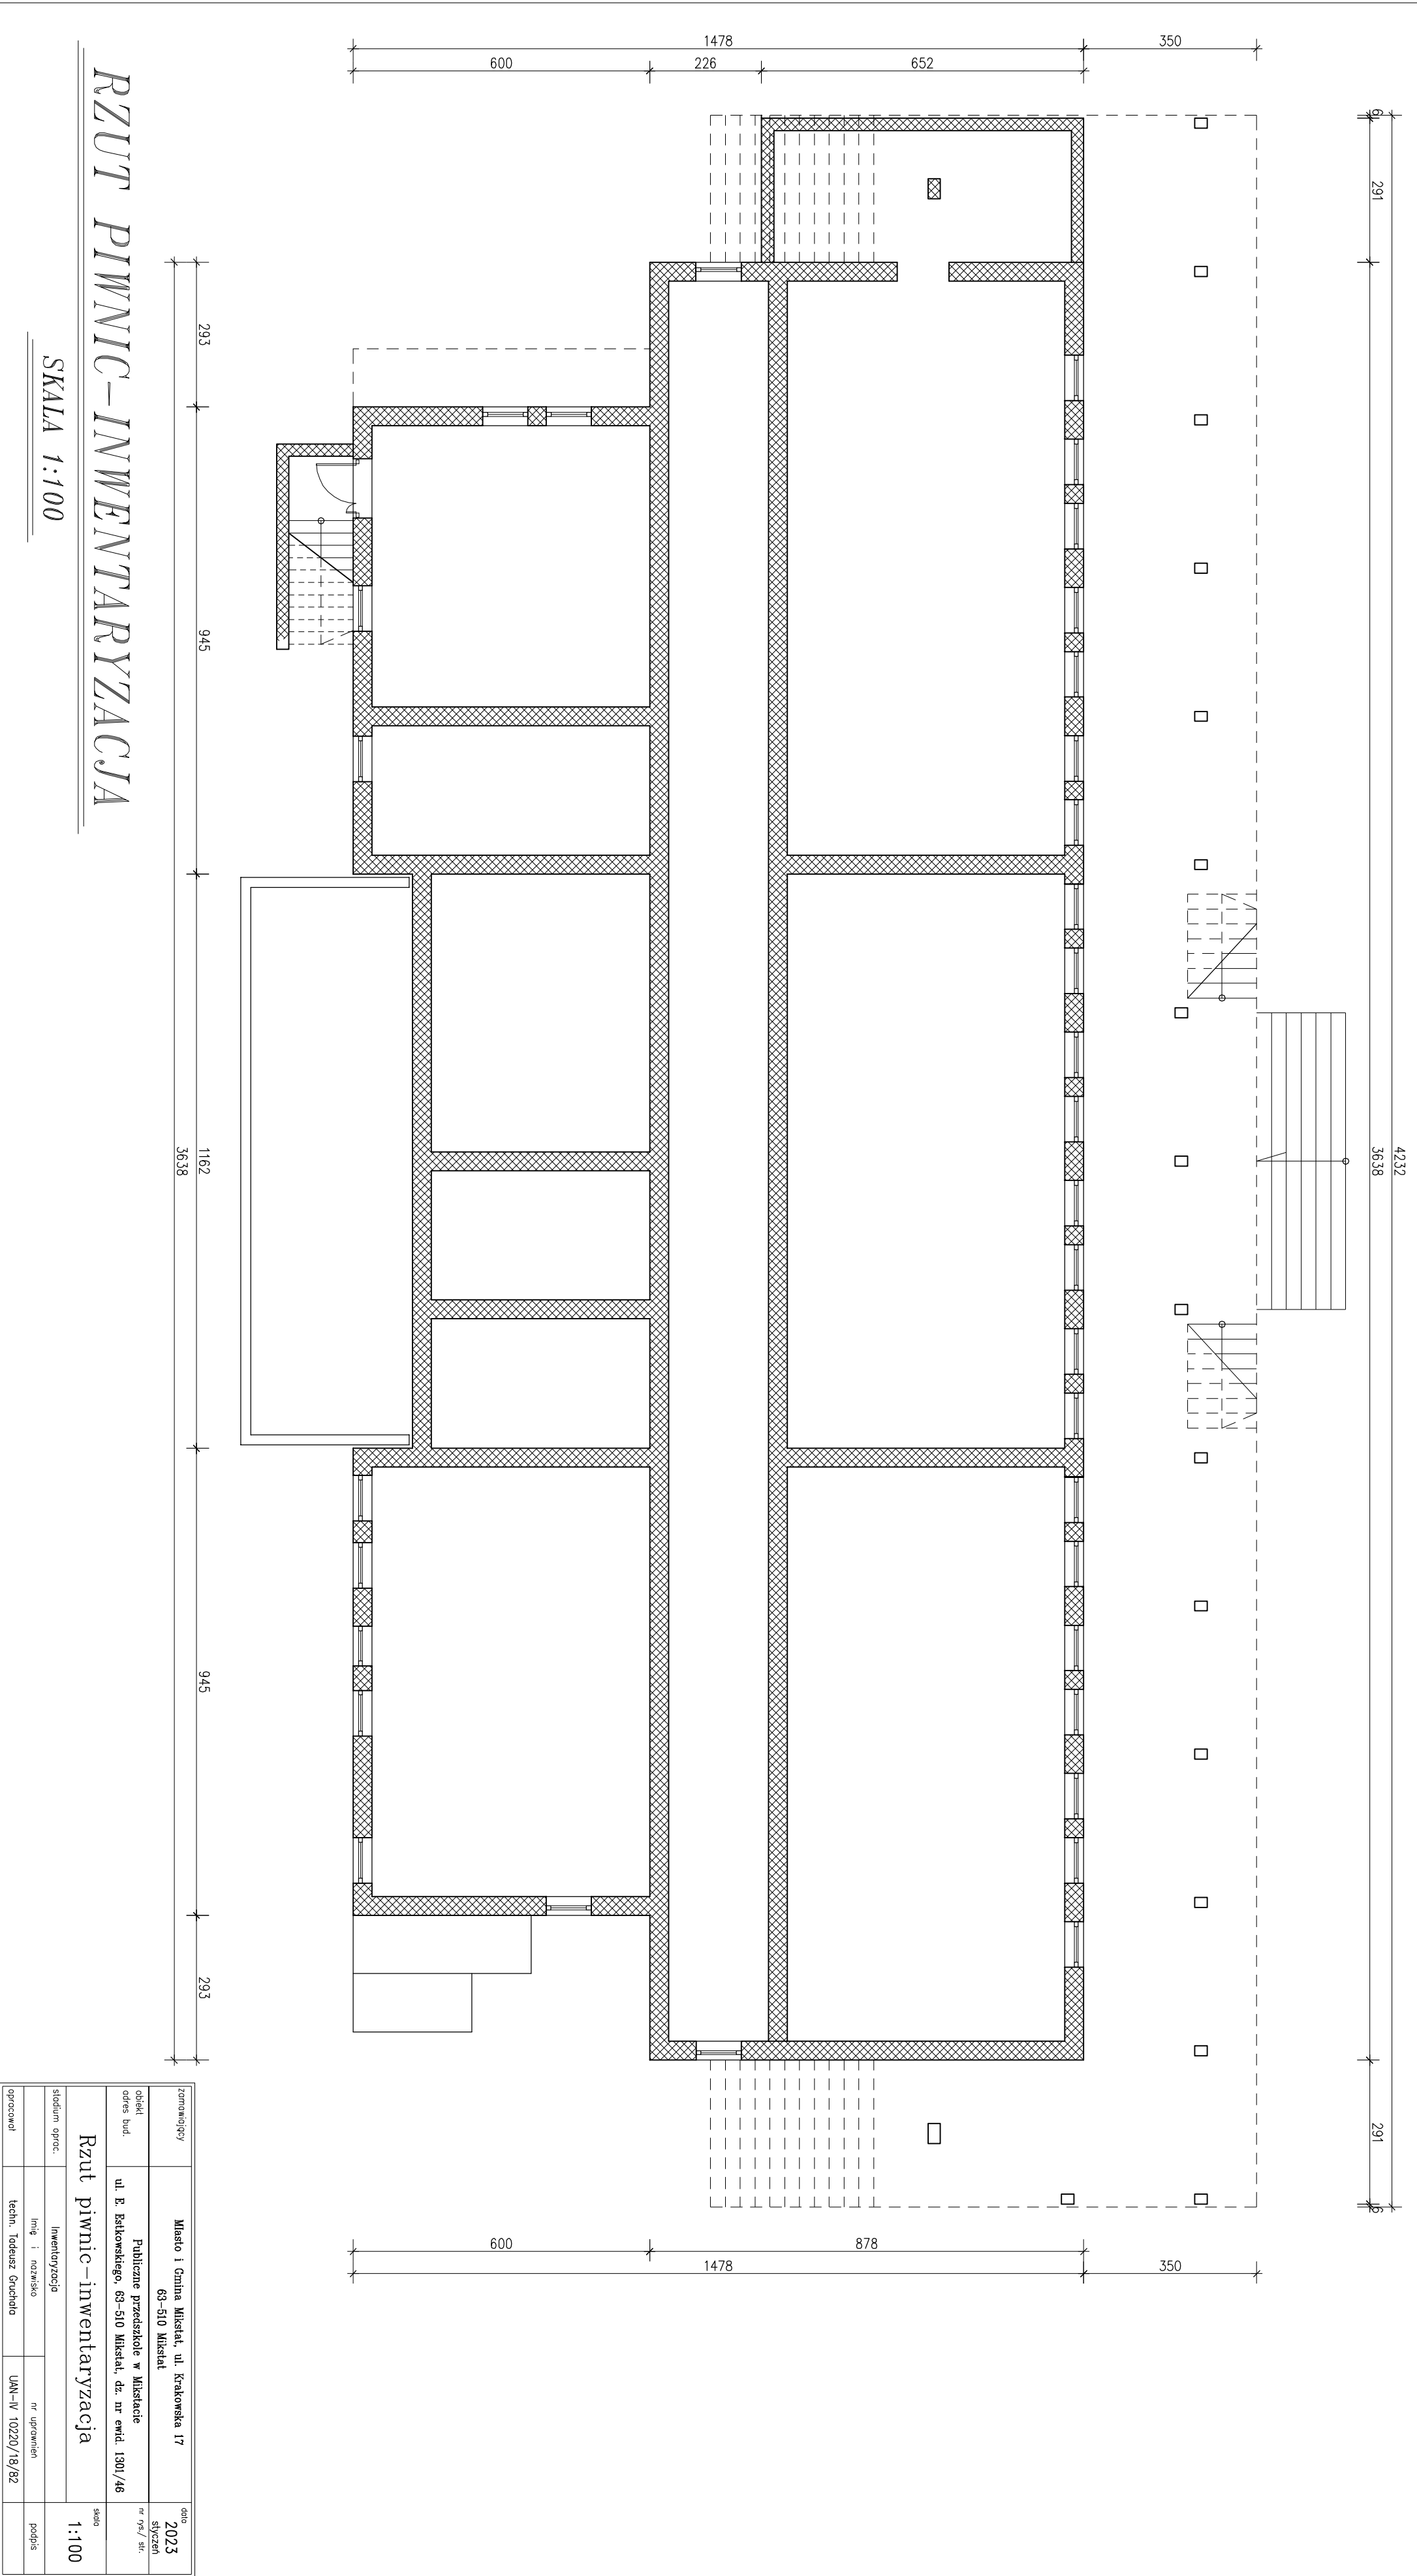 RZUT PIWNIC-INWENTARYZACJA
SKALA 1:100
4232
6
291
3638
291
6
1478
350
600
226
652
293
945
1162
945
293
3638
600
878
1478
350
zamawiający
Miasto i Gmina Mikstat, ul. Krakowska 17
63-510 Mikstat
data
2023
styczeń
obiekt
adres bud.
Publiczne przedszkole w Mikstacie
ul. E. Estkowskiego, 63-510 Mikstat, dz. nr ewid. 1301/46
nr rys./ str.
Rzut piwnic-inwentaryzacja
skala
1:100
stadium oprac.
Inwentaryzacja
Imię i nazwisko
nr uprawnień
podpis
opracował
techn. Tadeusz Gruchała
UAN-IV 10220/18/82